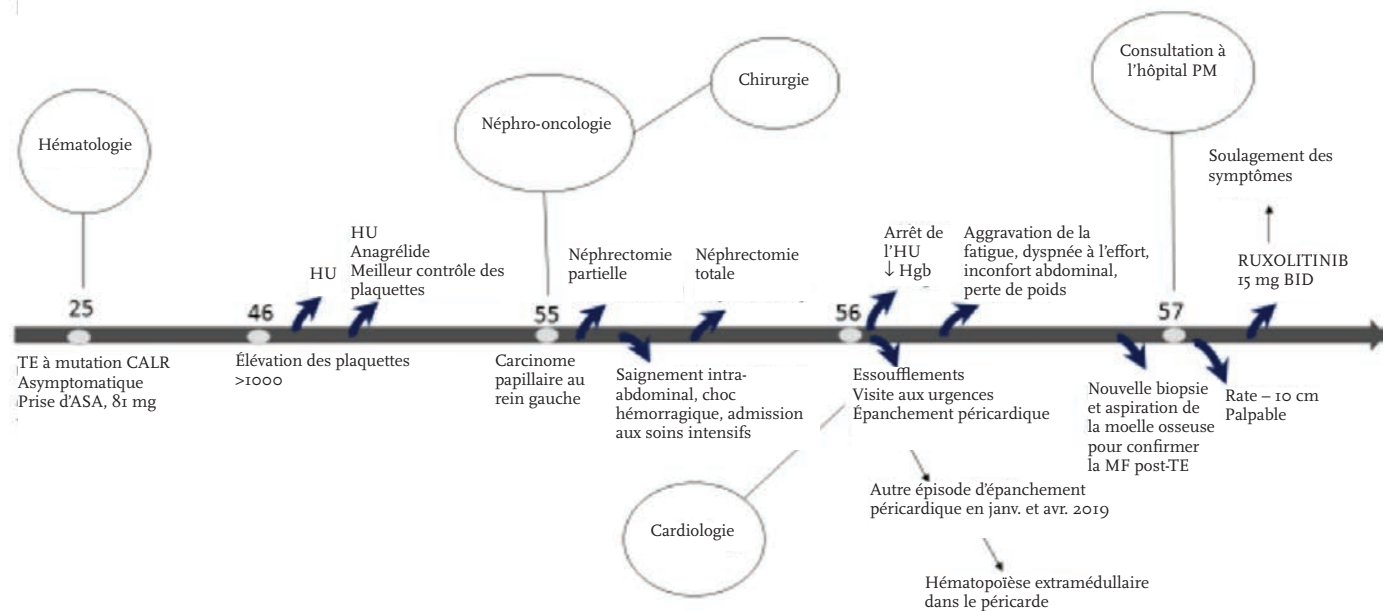 Hématologie
Néphro-oncologie
Chirurgie
Consultation à
l'hôpital PM
Soulagement des
symptômes
HU
HU
Anagrélide
Meilleur contrôle des
plaquettes
Néphrectomie
partielle
Néphrectomie
totale
Arrêt de
l'HU
↓ Hgb
Aggravation de la
fatigue, dyspnée à l'effort,
inconfort abdominal,
perte de poids
RUXOLITINIB
15 mg BID
25
46
55
56
57
TE à mutation CALR
Asymptomatique
Prise d'ASA, 81 mg
Élévation des plaquettes
>1000
Carcinome
papillaire au
rein gauche
Saignement intra-
abdominal, choc
hémorragique, admission
aux soins intensifs
Essoufflements
Visite aux urgences
Épanchement péricardique
Nouvelle biopsie
et aspiration de
la moelle osseuse
pour confirmer
la MF post-TE
Rate – 10 cm
Palpable
Cardiologie
Autre épisode d'épanchement
péricardique en janv. et avr. 2019
Hématopoïèse extramédullaire
dans le péricarde